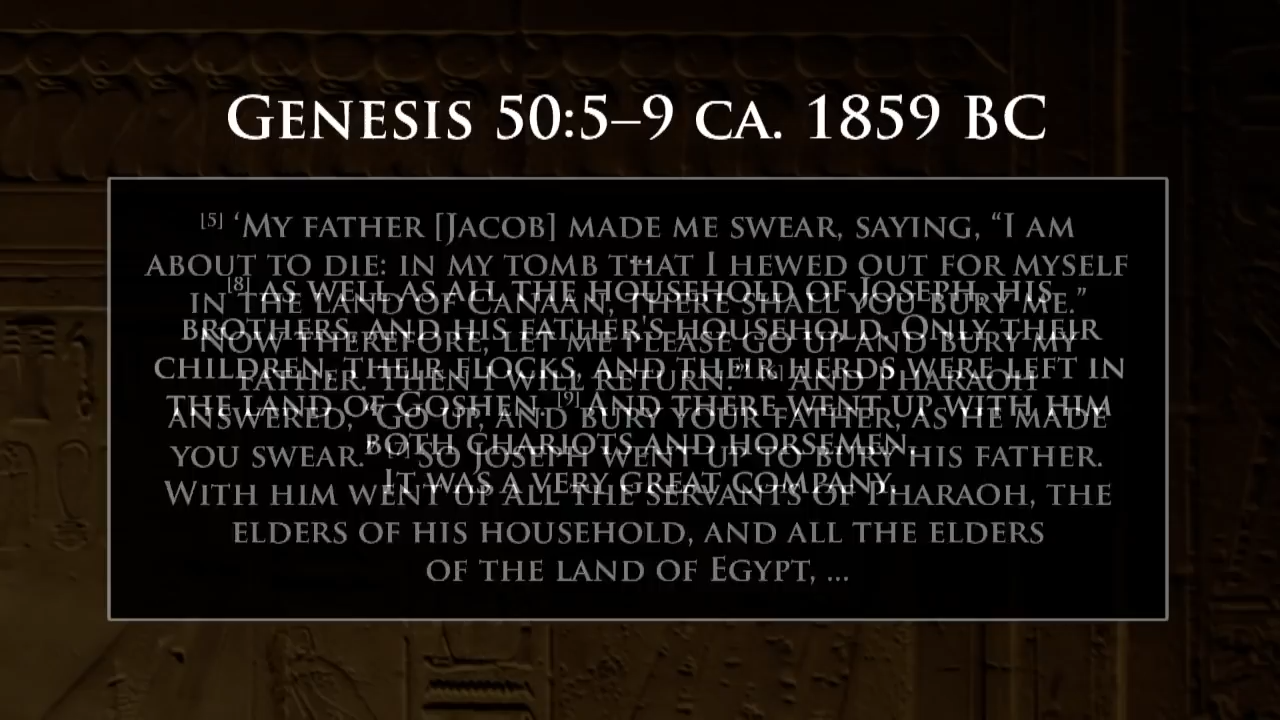 GENESIS 50:5–9 CA. 1859 BC
[5] ‘MY FATHER [JACOB] MADE ME SWEAR, SAYING, “I AM
ABOUT TO DIE: IN MY TOMB THAT I HEWED OUT FOR MYSELF
IN THE LAND OF CANAAN, THERE SHALL YOU BURY ME.”
NOW THEREFORE, LET ME PLEASE GO UP AND BURY MY
FATHER. THEN I WILL RETURN.’” [6] AND PHARAOH
ANSWERED, “GO UP, AND BURY YOUR FATHER, AS HE MADE
YOU SWEAR.” [7] SO JOSEPH WENT UP TO BURY HIS FATHER.
WITH HIM WENT UP ALL THE SERVANTS OF PHARAOH, THE
ELDERS OF HIS HOUSEHOLD, AND ALL THE ELDERS
OF THE LAND OF EGYPT, ...
...
[8] AS WELL AS ALL THE HOUSEHOLD OF JOSEPH, HIS
BROTHERS, AND HIS FATHER’S HOUSEHOLD. ONLY THEIR
CHILDREN, THEIR FLOCKS, AND THEIR HERDS WERE LEFT IN
THE LAND OF GOSHEN. [9] AND THERE WENT UP WITH HIM
BOTH CHARIOTS AND HORSEMEN.
IT WAS A VERY GREAT COMPANY.